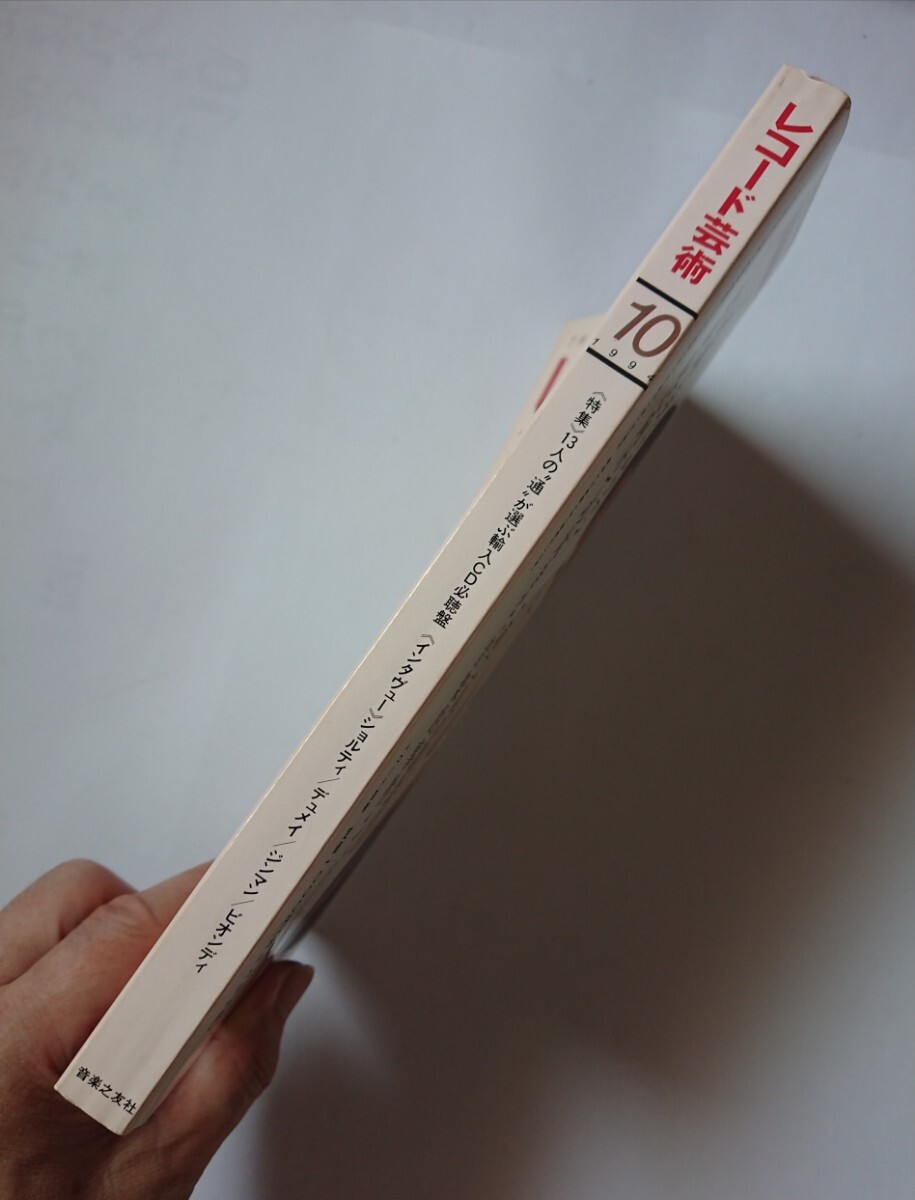 レコード芸術
10
1994
《特集》13人の〝通〟が選ぶ輸入CD必聴盤 《インタヴュー》ショルティ/デュメイ/ジンマン/ビオンディ
音楽之友社